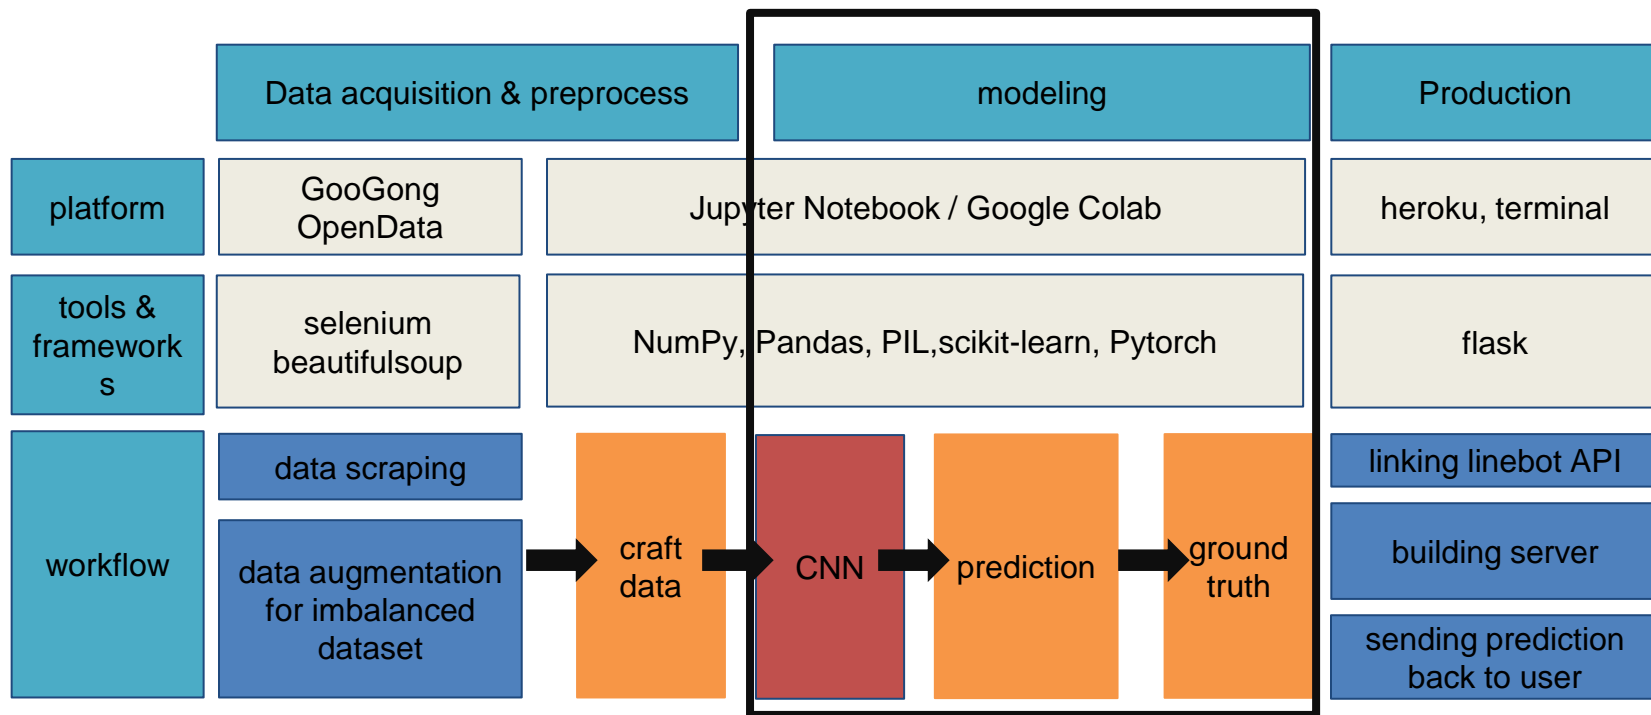 Data acquisition & preprocess
modeling
Production
platform
GooGong
OpenData
Jupyter Notebook / Google Colab
heroku, terminal
tools &
framework
s
selenium
beautifulsoup
NumPy, Pandas, PIL,scikit-learn, Pytorch
flask
workflow
data scraping
data augmentation
for imbalanced
dataset
craft
data
CNN
prediction
ground
truth
linking linebot API
building server
sending prediction
back to user